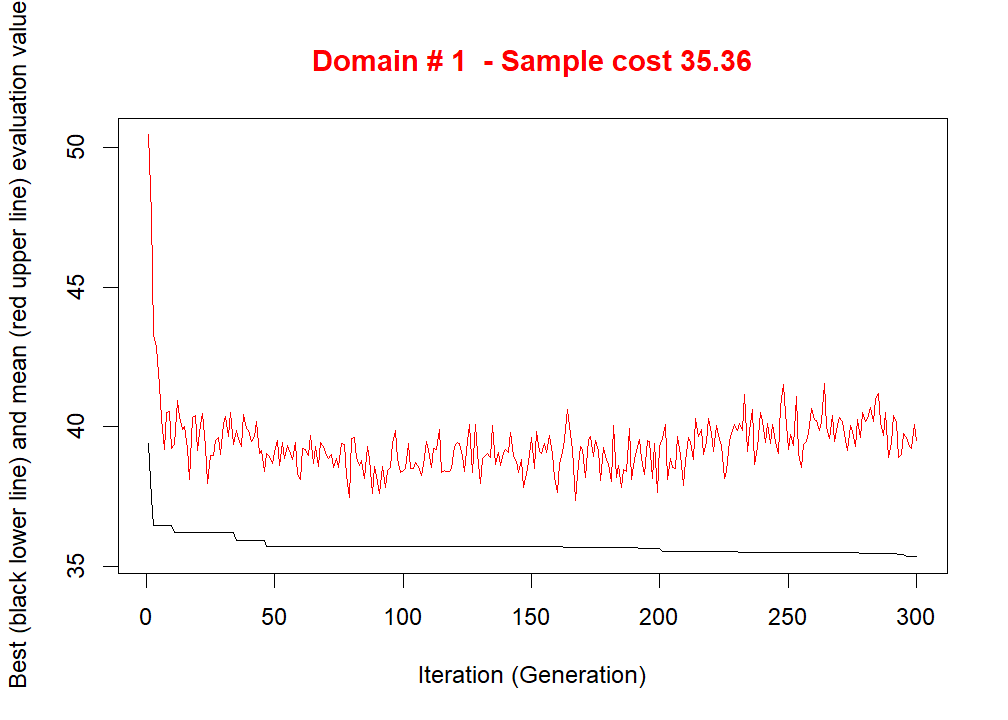 Domain # 1  - Sample cost 35.36
Best (black lower line) and mean (red upper line) evaluation value
50
45
40
35
0 50 100 150 200 250 300
Iteration (Generation)